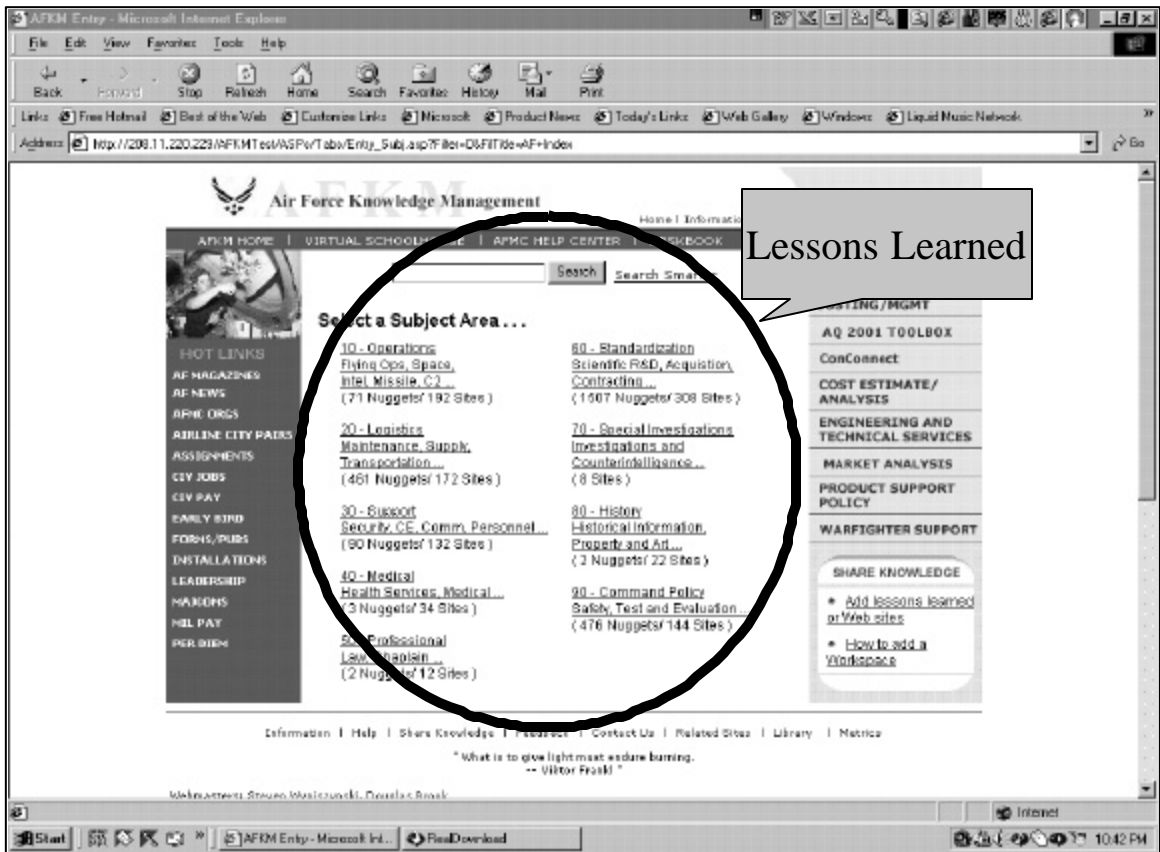 AFKM Entry - Microsoft Internet Explorer
File Edit View Favorites Tools Help
Back Forward Stop Refresh Home Search Favorites History Mail Print
Links Free Hotmail Best of the Web Customize Links Microsoft Product News Today's Links Web Gallery Windows Liquid Music Network
Address http://208.11.220.229/AFKMTest/ASPs/Tabs/Entry_Subj.asp?Filter=D&FilTitle=AF+Index Go
AFKM
Air Force Knowledge Management
Home |
AFKM HOME | VIRTUAL SCHOOLHOUSE | AFMC HELP CENTER | DESKBOOK
Lessons Learned
Search
Select a Subject Area . . .
10 - Operations
Flying Ops, Space,
Intel, Missile, C2 ...
( 71 Nuggets/ 192 Sites )
20 - Logistics
Maintenance, Supply,
Transportation ...
( 461 Nuggets/ 172 Sites )
30 - Support
Security, CE, Comm, Personnel ...
( 90 Nuggets/ 132 Sites )
40 - Medical
Health Services, Medical ...
( 3 Nuggets/ 34 Sites )
50 - Professional
Law, Chaplain ...
( 2 Nuggets/ 12 Sites )
60 - Standardization
Scientific R&D, Acquistion,
Contracting ...
( 1507 Nuggets/ 308 Sites )
70 - Special Investigations
Investigations and
Counterintelligence ...
( 8 Sites )
80 - History
Historical Information,
Property and Art ...
( 2 Nuggets/ 22 Sites )
90 - Command Policy
Safety, Test and Evaluation ...
( 476 Nuggets/ 144 Sites )
HOT LINKS
AF MAGAZINES
AF NEWS
AFMC ORGS
AIRLINE CITY PAIRS
ASSIGNMENTS
CIV JOBS
CIV PAY
EARLY BIRD
FORMS/PUBS
INSTALLATIONS
LEADERSHIP
MAJCOMS
MIL PAY
PER DIEM
AQ 2001 TOOLBOX
ConConnect
COST ESTIMATE/
ANALYSIS
ENGINEERING AND
TECHNICAL SERVICES
MARKET ANALYSIS
PRODUCT SUPPORT
POLICY
WARFIGHTER SUPPORT
SHARE KNOWLEDGE
Add lessons learned
or Web sites
How to add a
Workspace
Information | Help | Share Knowledge | Feedback | Contact Us | Related Sites | Library | Metrics
" What is to give light must endure burning.
-- Viktor Frankl "
Internet
Start AFKM Entry - Microsoft Int... RealDownload 10:42 PM